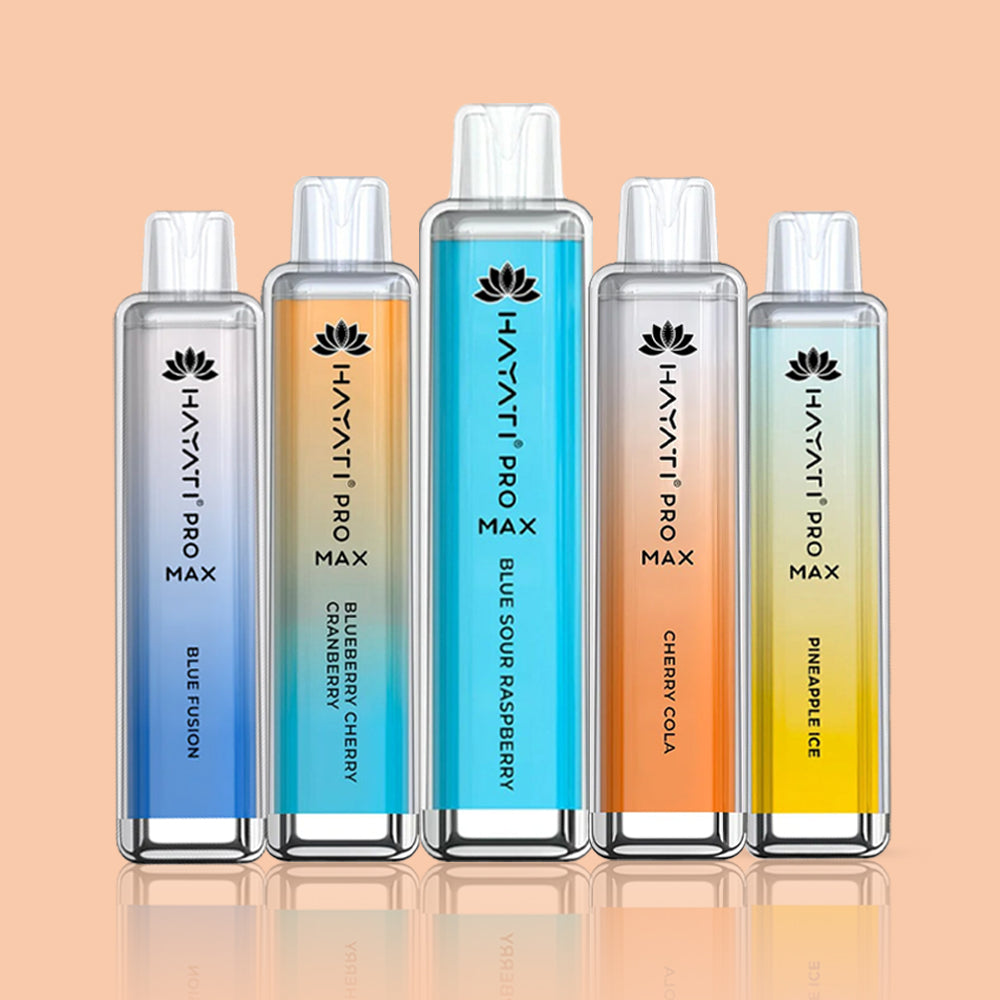 HAYATI® PRO
MAX
BLUE FUSION
HAYATI® PRO
MAX
BLUEBERRY CHERRY
CRANBERRY
HAYATI® PRO
MAX
BLUE SOUR RASPBERRY
HAYATI® PRO
MAX
CHERRY COLA
HAYATI® PRO
MAX
PINEAPPLE ICE